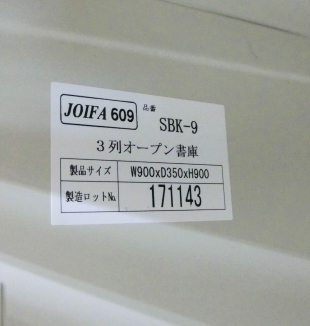 JOIFA 609 品番 SBK-9
3列オープン書庫
製品サイズ W900xD350xH900
製造ロットNo. 171143